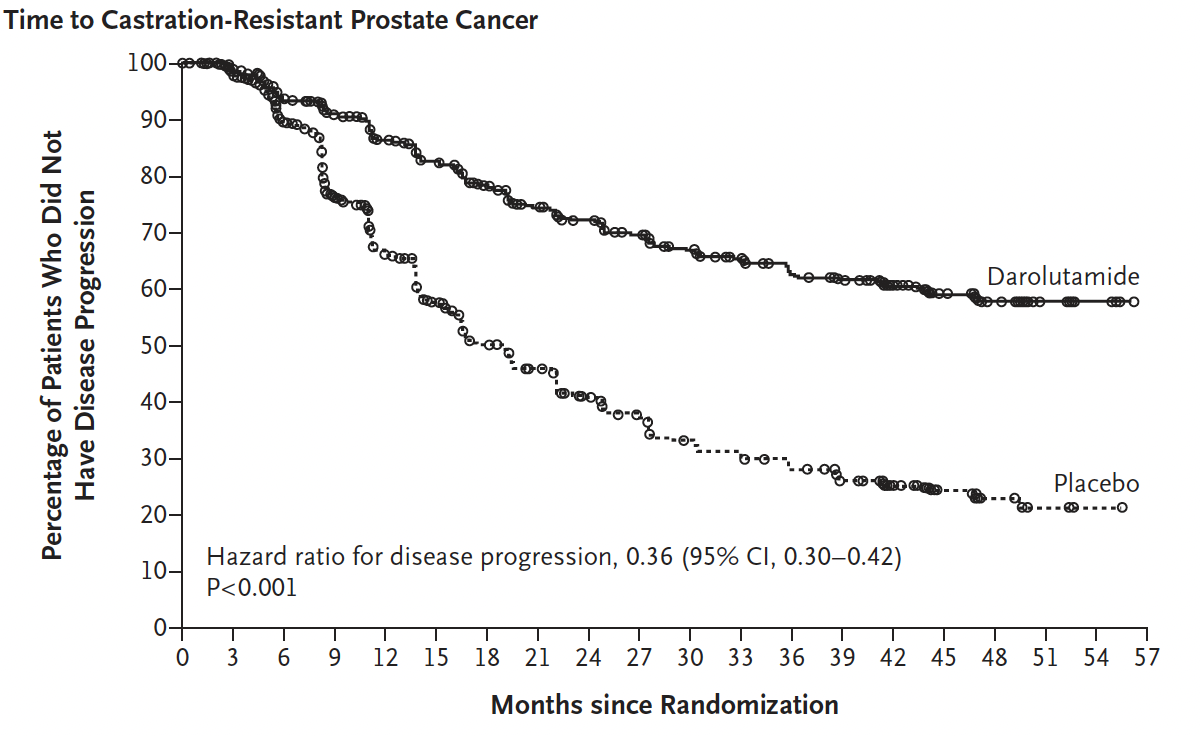 Time to Castration-Resistant Prostate Cancer
Percentage of Patients Who Did Not
Have Disease Progression
100
90
80
70
60
50
40
30
20
10
0
Darolutamide
Placebo
Hazard ratio for disease progression, 0.36 (95% CI, 0.30–0.42)
P<0.001
0 3 6 9 12 15 18 21 24 27 30 33 36 39 42 45 48 51 54 57
Months since Randomization